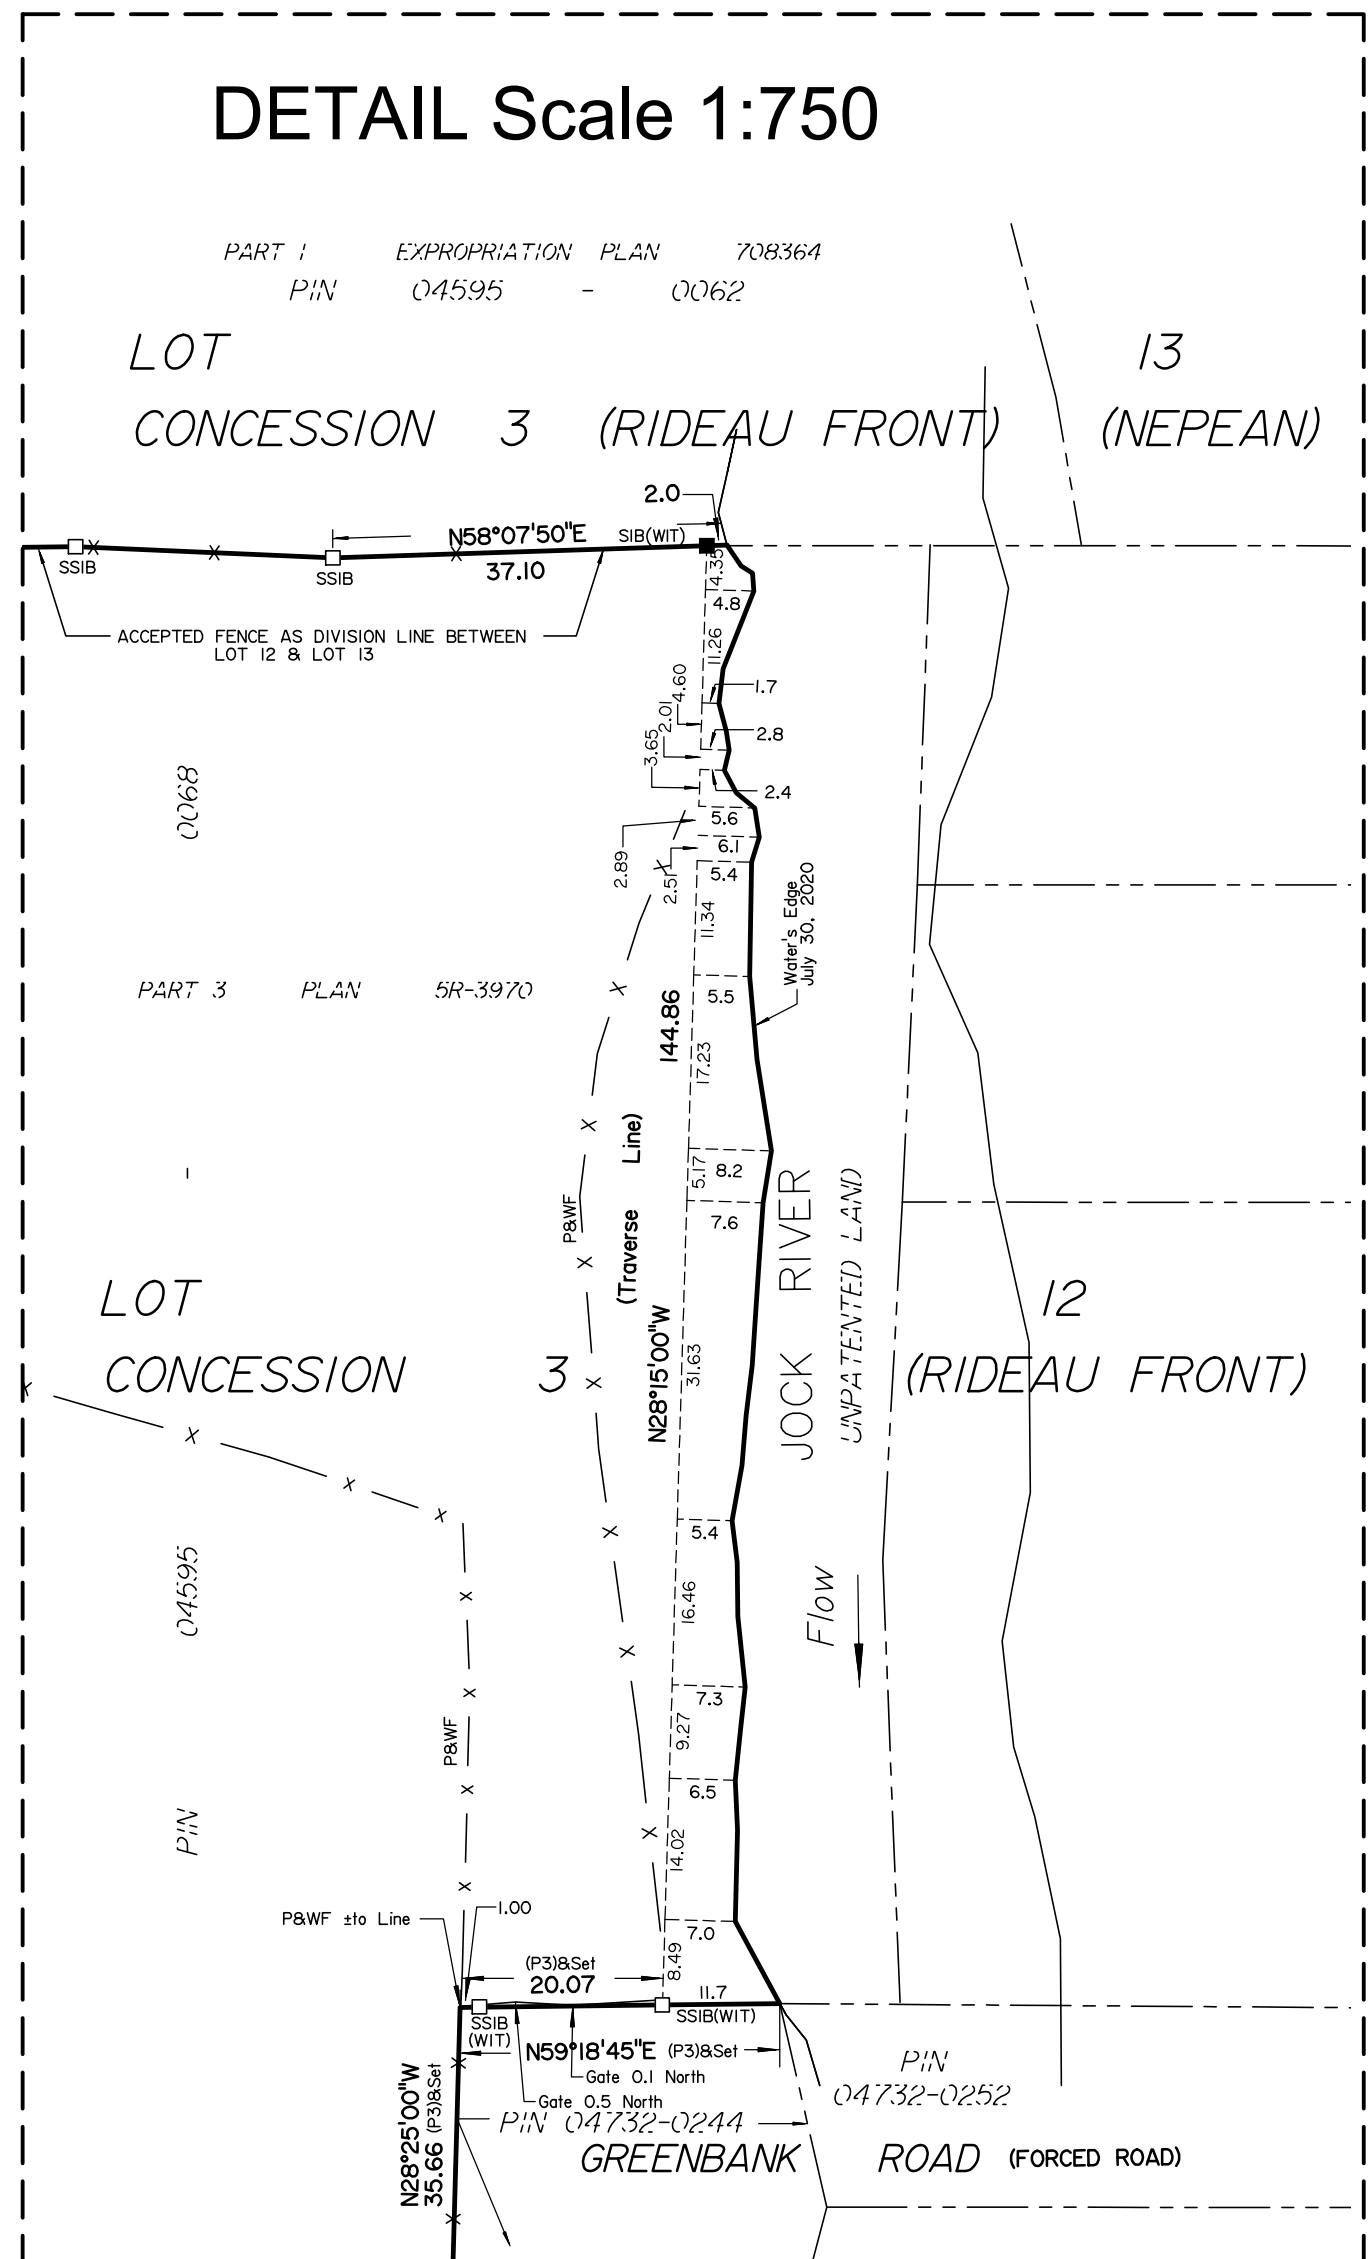 DETAIL Scale 1:750
PART 1 EXPROPRIATION PLAN 708364
PIN 04595 - 0062
LOT 13
CONCESSION 3 (RIDEAU FRONT) (NEPEAN)
2.0
N58°07'50"E
SIB(WIT)
37.10
SSIB
SSIB
4.35
4.8
ACCEPTED FENCE AS DIVISION LINE BETWEEN
LOT 12 & LOT 13
11.26
4.60
1.7
2.01
2.8
3.65
2.4
5.6
2.89
6.1
2.51
5.4
11.34
Water's Edge
July 30, 2020
PART 3 PLAN 5R-3970
5.5
144.86
17.23
(Traverse Line)
5.17
8.2
7.6
P&WF
N28°15'00"W
31.63
JOCK RIVER
UNPATENTED LAND
LOT 12
CONCESSION 3 (RIDEAU FRONT)
5.4
16.46
Flow
PIN 04595 - 0068
7.3
9.27
P&WF
6.5
14.02
P&WF ±to Line
1.00
7.0
8.49
(P3)&Set
20.07
11.7
SSIB
(WIT)
SSIB(WIT)
N59°18'45"E (P3)&Set
Gate 0.1 North
Gate 0.5 North
PIN
04732-0252
PIN 04732-0244
N28°25'00"W
35.66 (P3)&Set
GREENBANK ROAD (FORCED ROAD)